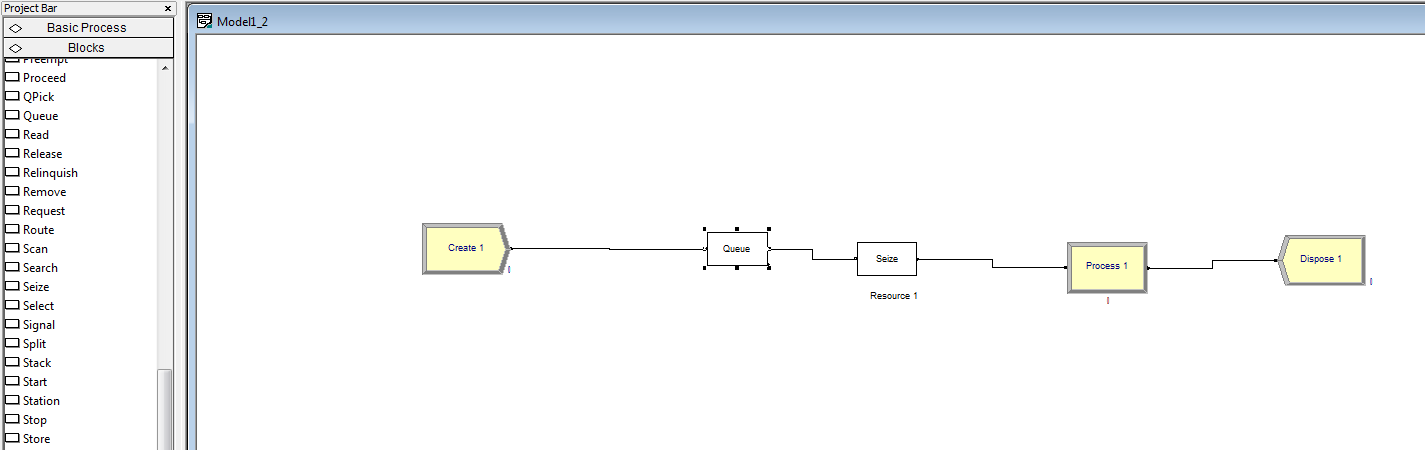 Project Bar
Basic Process
Blocks
Preempt
Proceed
QPick
Queue
Read
Release
Relinquish
Remove
Request
Route
Scan
Search
Seize
Select
Signal
Split
Stack
Start
Station
Stop
Store
Model1_2
Create 1
Queue
Seize
Resource 1
Process 1
Dispose 1